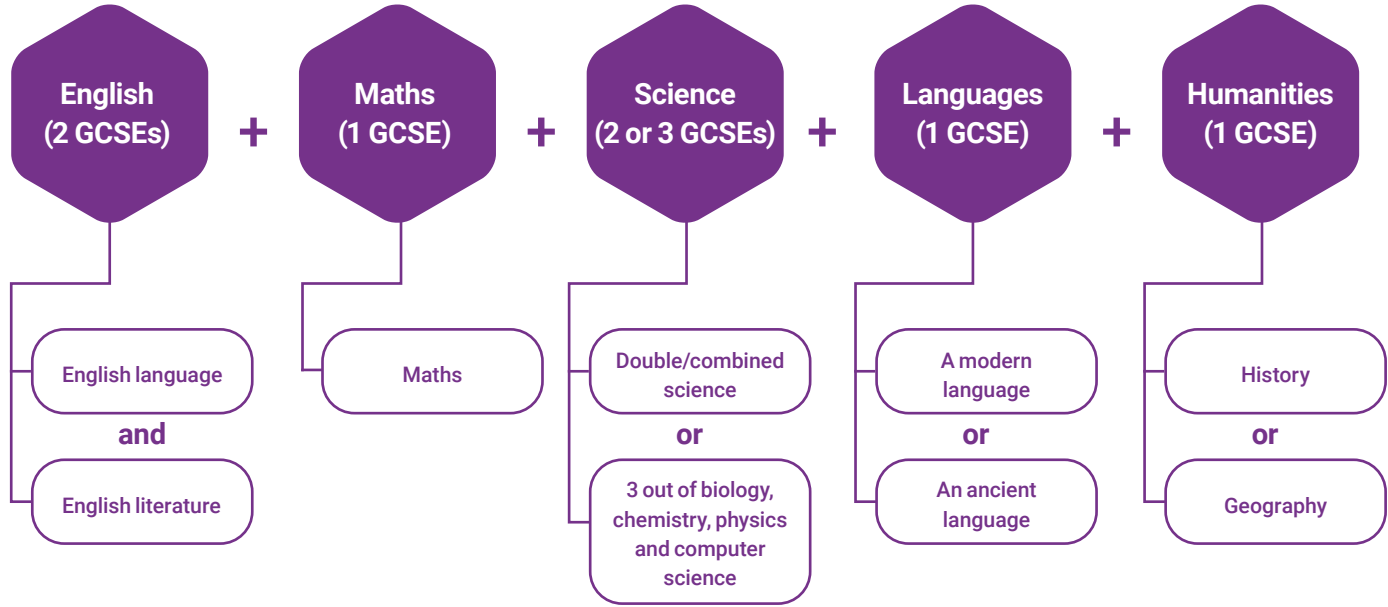 English
(2 GCSEs)
+
Maths
(1 GCSE)
+
Science
(2 or 3 GCSEs)
+
Languages
(1 GCSE)
+
Humanities
(1 GCSE)
English language
and
English literature
Maths
Double/combined
science
or
3 out of biology,
chemistry, physics
and computer
science
A modern
language
or
An ancient
language
History
or
Geography